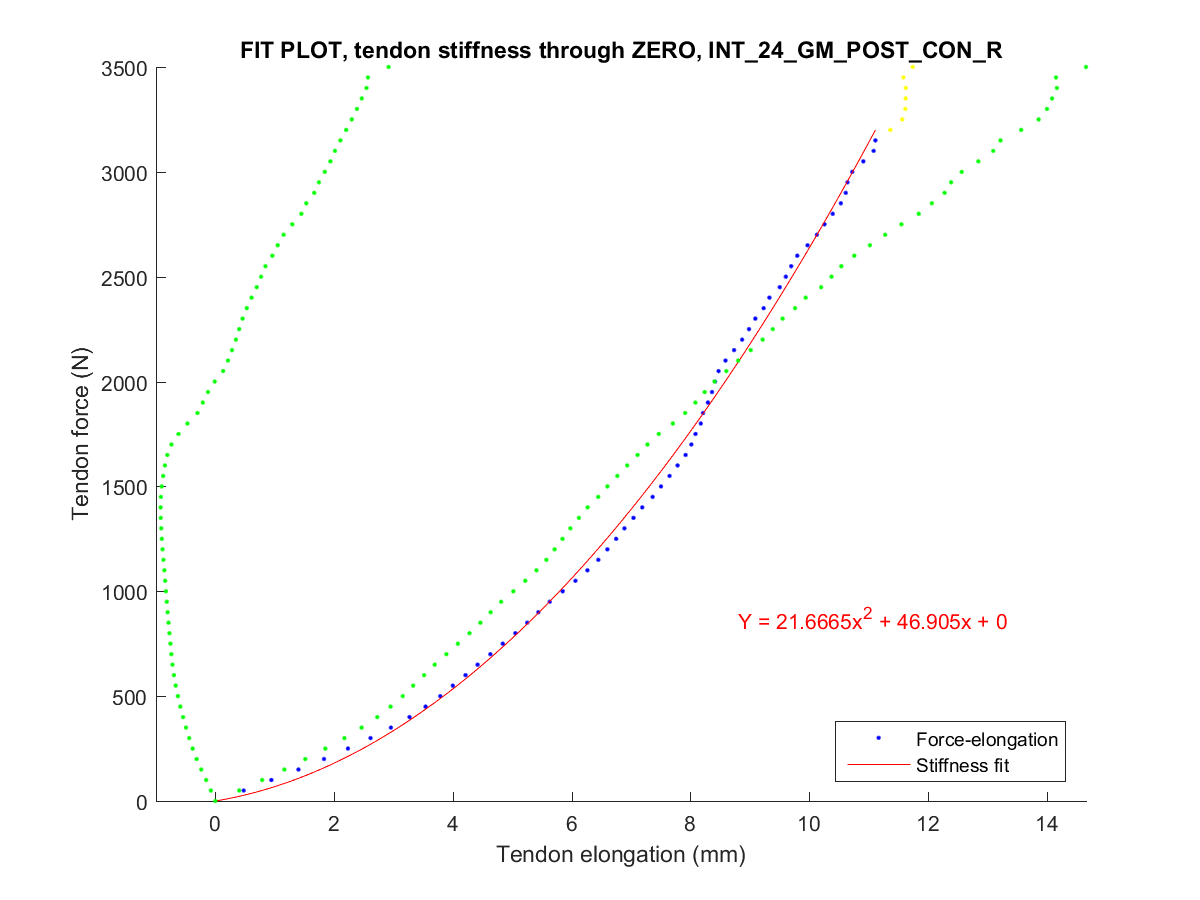 FIT PLOT, tendon stiffness through ZERO, INT_24_GM_POST_CON_R
3500
3000
2500
2000
1500
1000
500
0
Tendon force (N)
Y = 21.6665x² + 46.905x + 0
Force-elongation
Stiffness fit
0 2 4 6 8 10 12 14
Tendon elongation (mm)